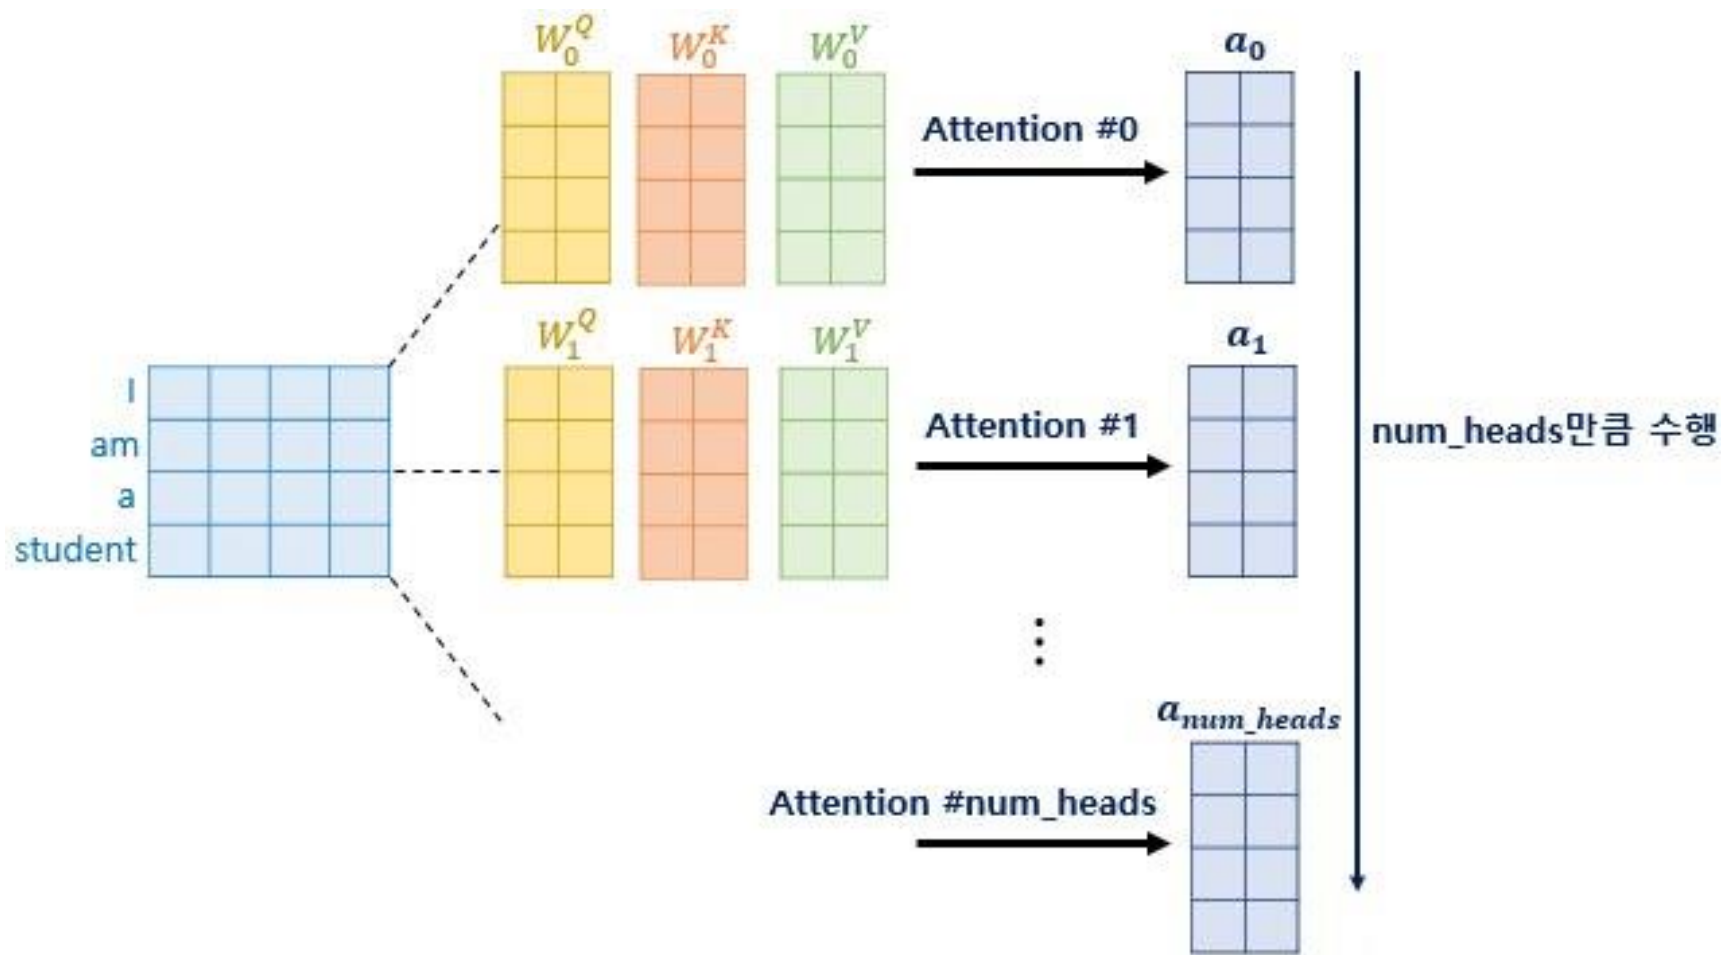 W_0^Q W_0^K W_0^V a_0
Attention #0
W_1^Q W_1^K W_1^V a_1
I
am
a
student
Attention #1
num_heads만큼 수행
⋮
a_num_heads
Attention #num_heads